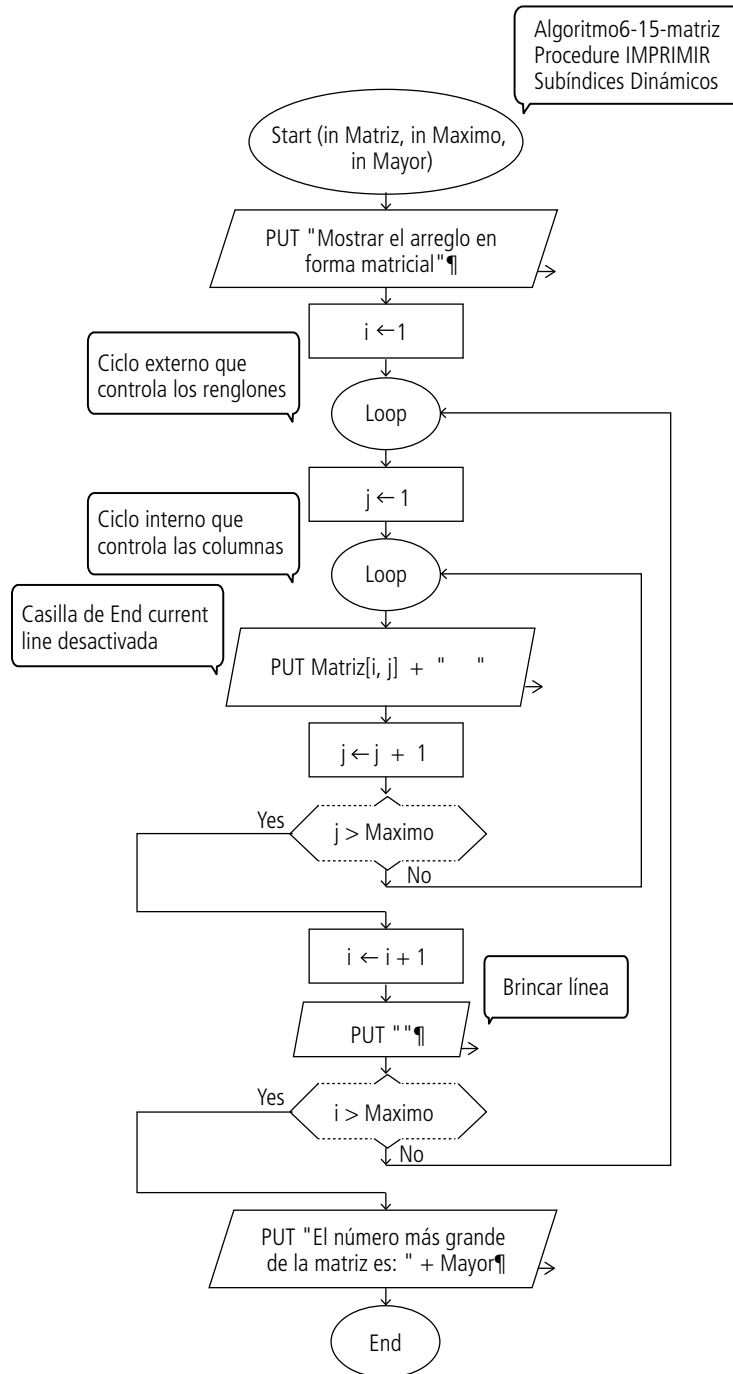 Algoritmo6-15-matriz
Procedure IMPRIMIR
Subíndices Dinámicos
Start (in Matriz, in Maximo,
in Mayor)
PUT "Mostrar el arreglo en
forma matricial"¶
i ←1
Ciclo externo que
controla los renglones
Loop
j ← 1
Ciclo interno que
controla las columnas
Loop
Casilla de End current
line desactivada
PUT Matriz[i, j] + "    "
j ← j + 1
Yes
j > Maximo
No
i ← i + 1
Brincar línea
PUT ""¶
Yes
i > Maximo
No
PUT "El número más grande
de la matriz es: " + Mayor¶
End